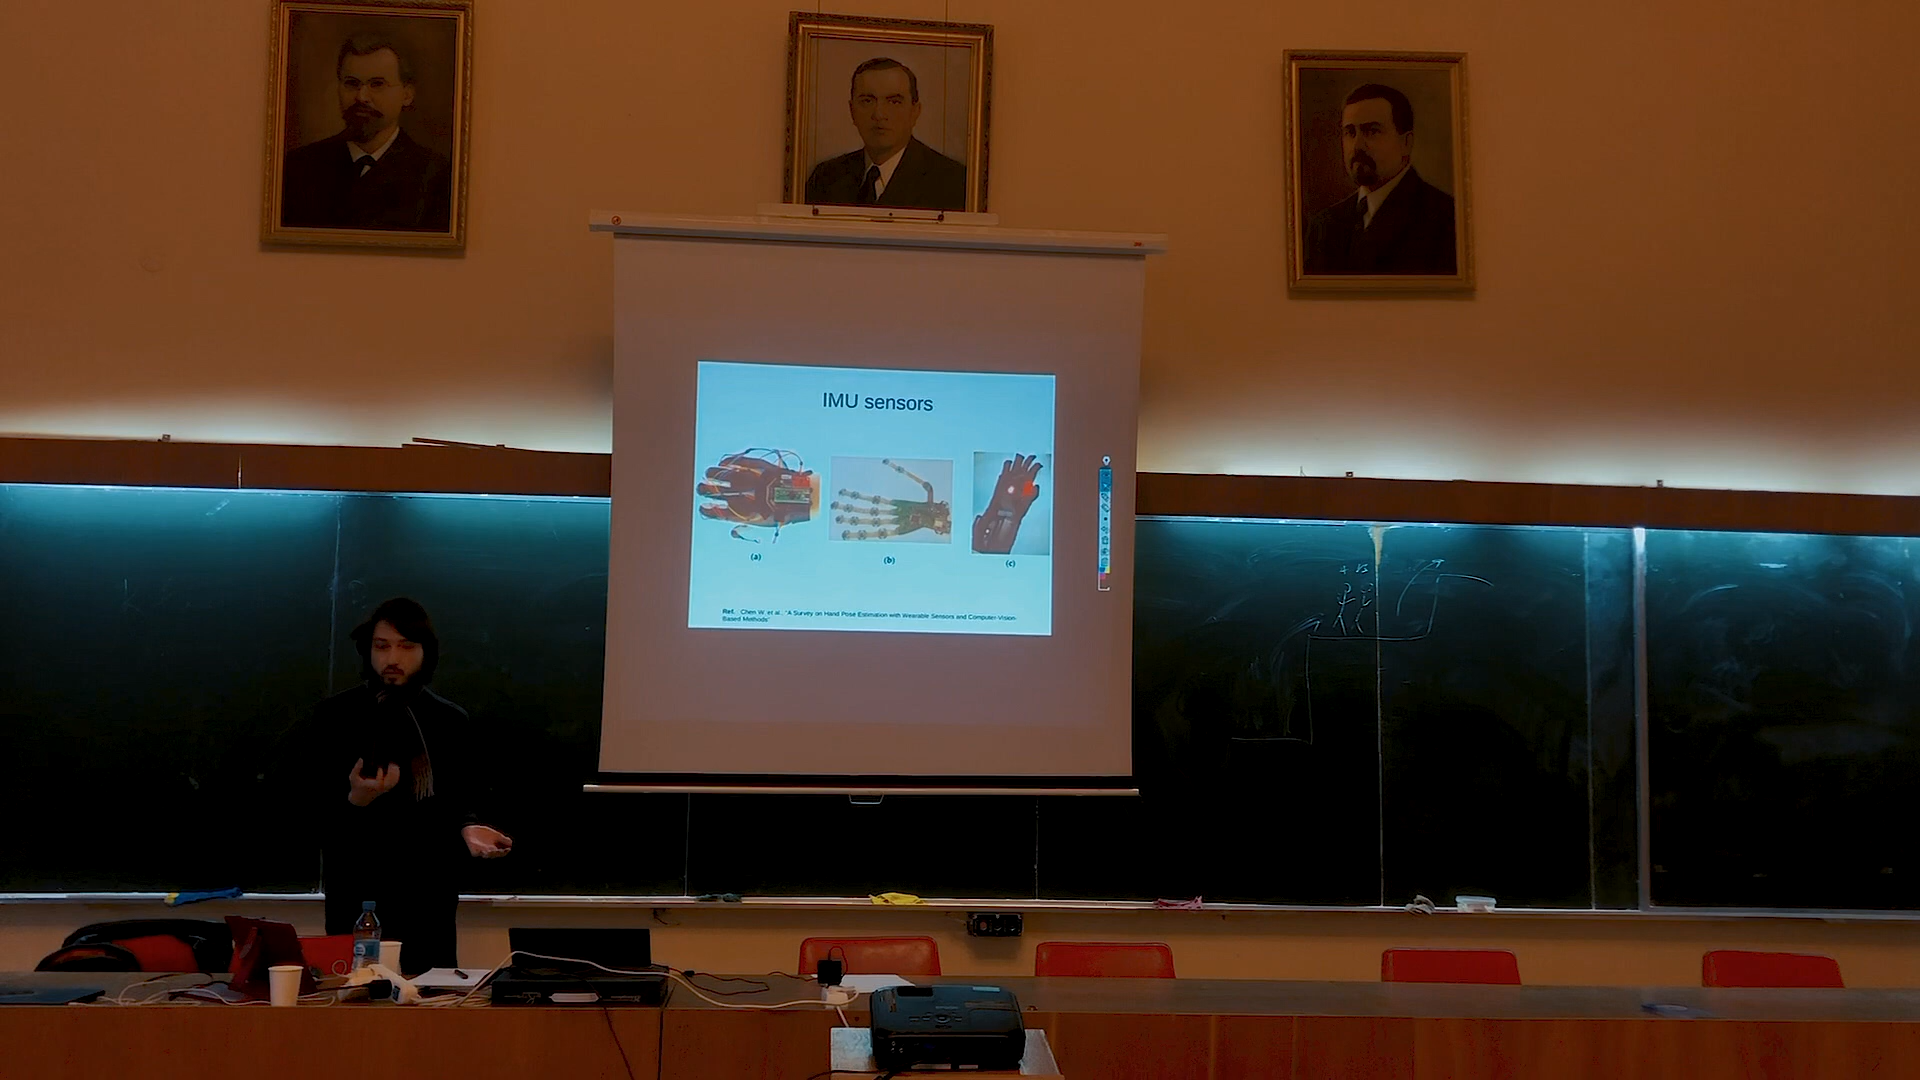 IMU sensors
(a)
(b)
(c)
Ref. Chen W. et al.. "A Survey on Hand Pose Estimation with Wearable Sensors and Computer-Vision-
Based Methods"